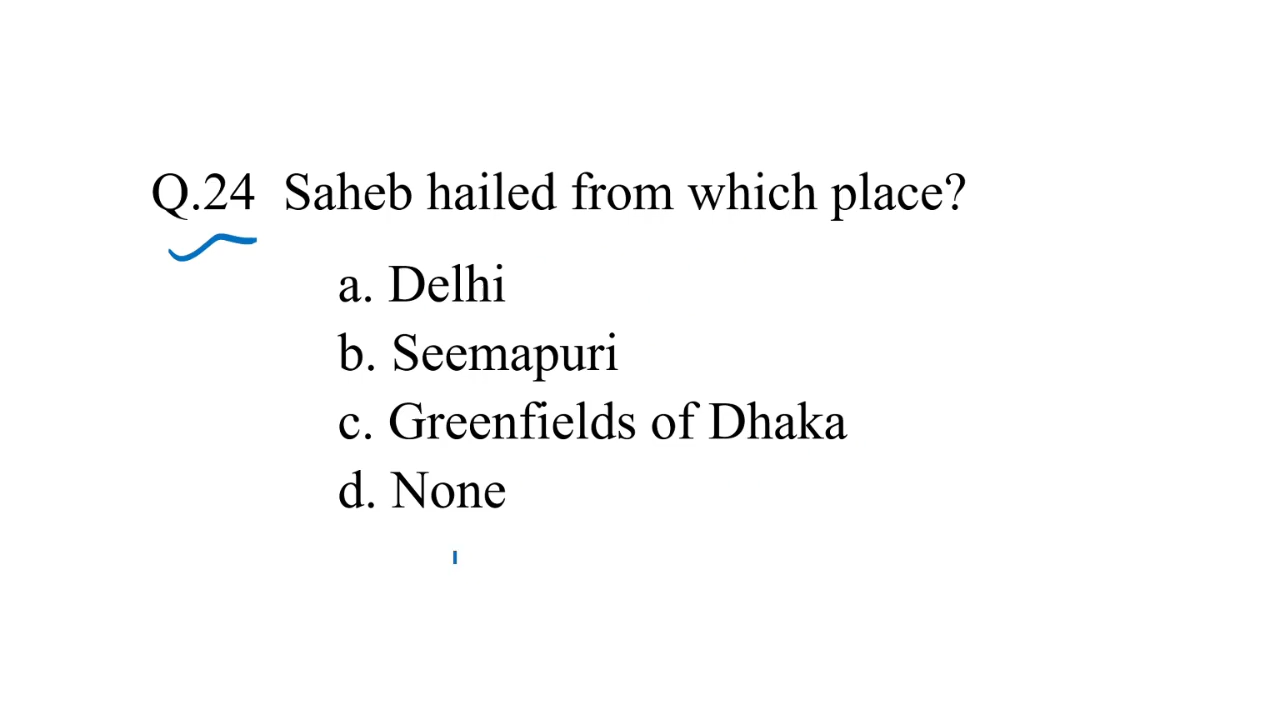 Q.24 Saheb hailed from which place?
a. Delhi
b. Seemapuri
c. Greenfields of Dhaka
d. None